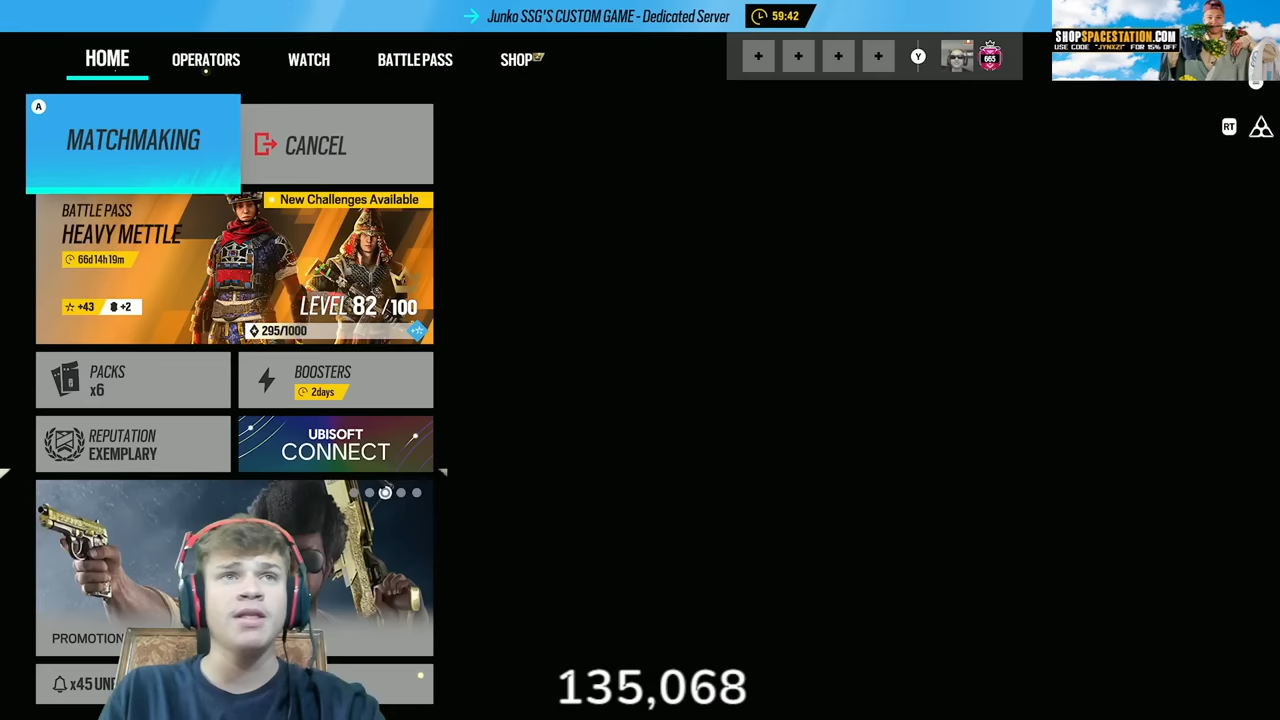 Junko SSG'S CUSTOM GAME - Dedicated Server
59:42
HOME
OPERATORS
WATCH
BATTLE PASS
SHOP
+
+
+
+
Y
665
SHOPSPACESTATION.COM
USE CODE "JYNXZI" FOR 15% OFF
A
MATCHMAKING
CANCEL
RT
New Challenges Available
BATTLE PASS
HEAVY METTLE
66d14h19m
+43
+2
LEVEL 82 /100
295/1000
PACKS
x6
BOOSTERS
2days
REPUTATION
EXEMPLARY
UBISOFT
CONNECT
PROMOTION
x45 UN
135,068